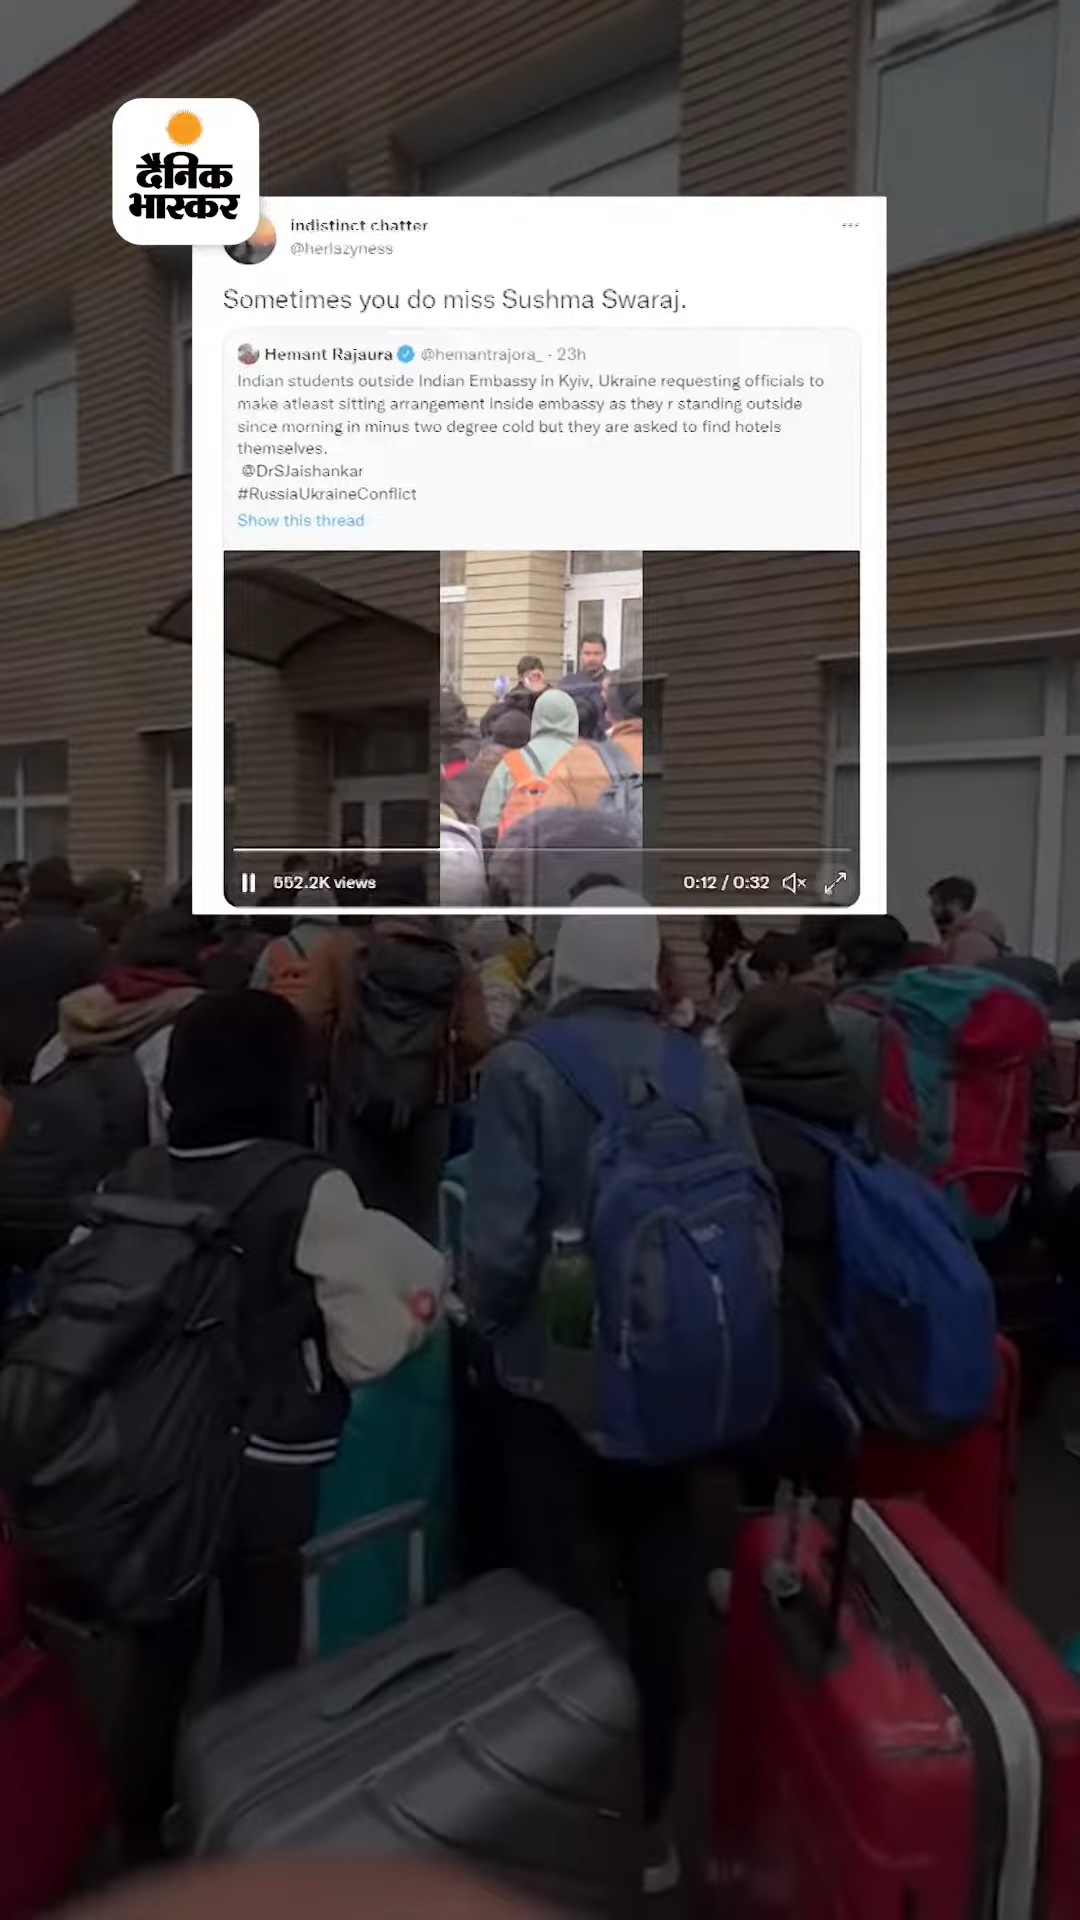 दैनिक
भास्कर
indistinct chatter
@herlazyness
Sometimes you do miss Sushma Swaraj.
Hemant Rajaura @hemantrajora_ · 23h
Indian students outside Indian Embassy in Kyiv, Ukraine requesting officials to
make atleast sitting arrangement inside embassy as they r standing outside
since morning in minus two degree cold but they are asked to find hotels
themselves.
@DrSJaishankar
#RussiaUkraineConflict
Show this thread
552.2K views
0:12 / 0:32